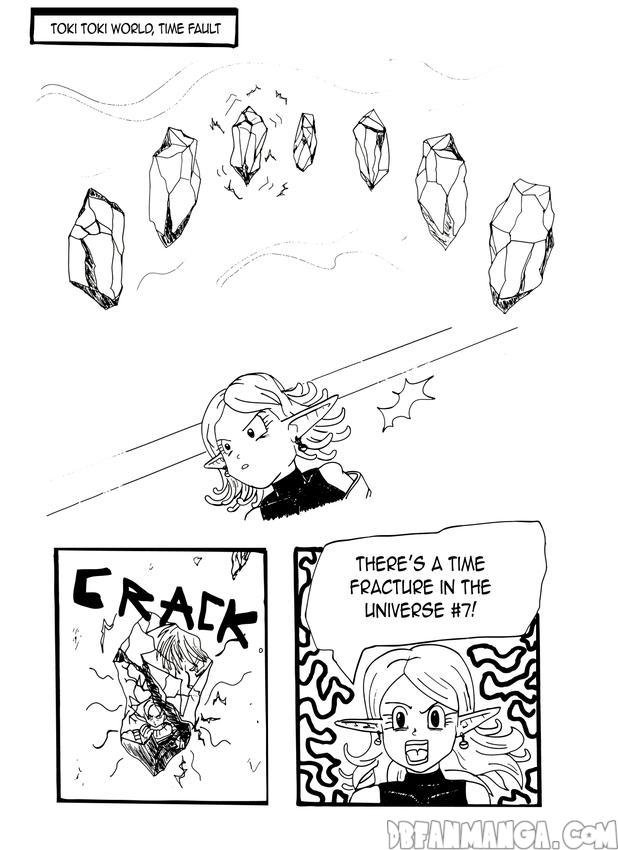 TOKI TOKI WORLD, TIME FAULT
CRACK
THERE'S A TIME
FRACTURE IN THE
UNIVERSE #7!
DBFANMANGA.COM